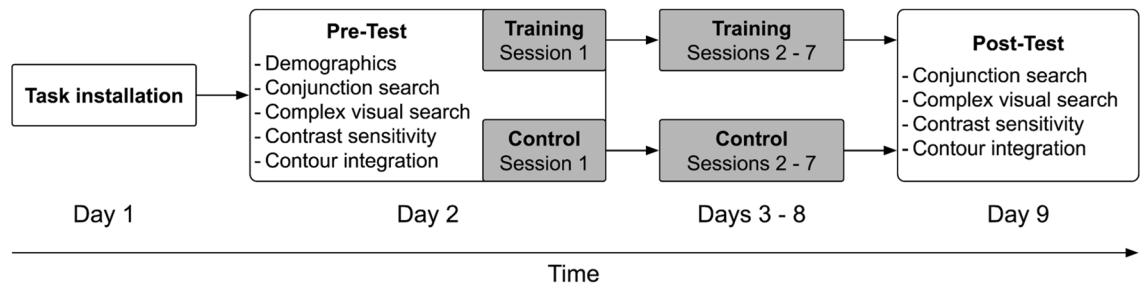 Task installation
Pre-Test
- Demographics
- Conjunction search
- Complex visual search
- Contrast sensitivity
- Contour integration
Training
Session 1
Control
Session 1
Training
Sessions 2 - 7
Control
Sessions 2 - 7
Post-Test
- Conjunction search
- Complex visual search
- Contrast sensitivity
- Contour integration
Day 1
Day 2
Days 3 - 8
Day 9
Time